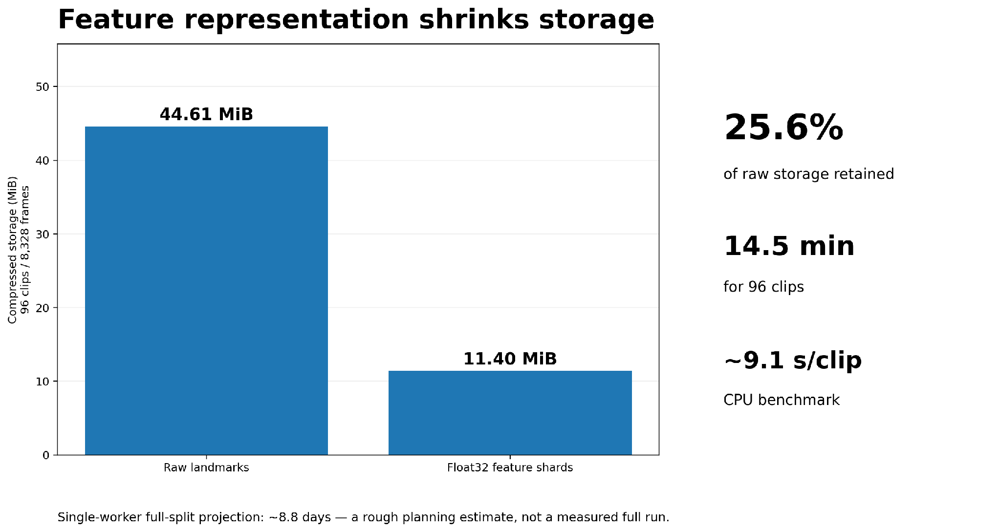 Feature representation shrinks storage
Compressed storage (MiB)
96 clips / 8,328 frames
50
40
30
20
10
0
44.61 MiB
11.40 MiB
Raw landmarks
Float32 feature shards
25.6%
of raw storage retained
14.5 min
for 96 clips
~9.1 s/clip
CPU benchmark
Single-worker full-split projection: ~8.8 days — a rough planning estimate, not a measured full run.